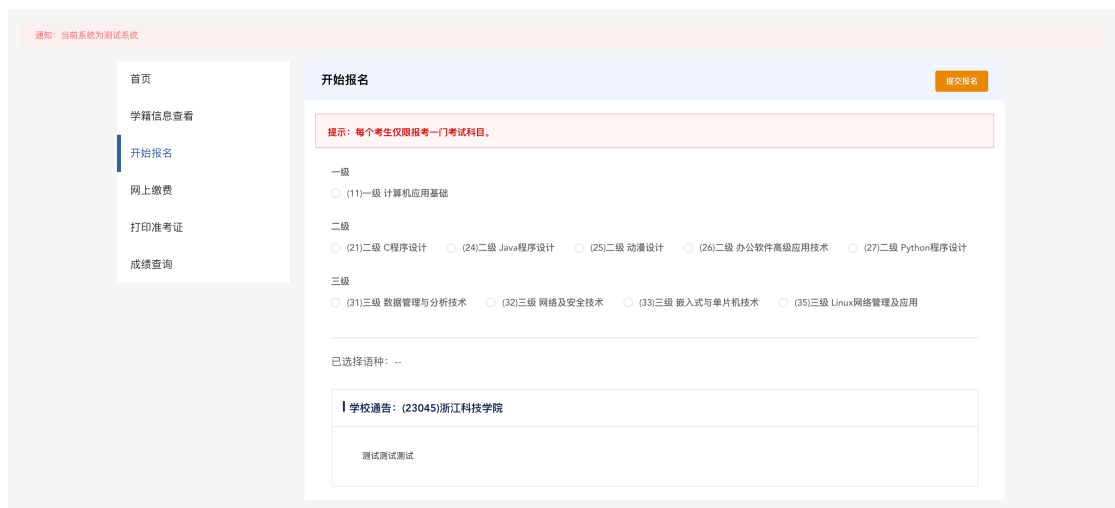 通知：当前系统为测试系统
首页
学籍信息查看
开始报名
网上缴费
打印准考证
成绩查询
开始报名
提交报名
提示：每个考生仅限报考一门考试科目。
一级
(11)一级 计算机应用基础
二级
(21)二级 C程序设计 (24)二级 Java程序设计 (25)二级 动漫设计 (26)二级 办公软件高级应用技术 (27)二级 Python程序设计
三级
(31)三级 数据管理与分析技术 (32)三级 网络及安全技术 (33)三级 嵌入式与单片机技术 (35)三级 Linux网络管理及应用
已选择语种：--
学校通告：(23045)浙江科技学院
测试测试测试